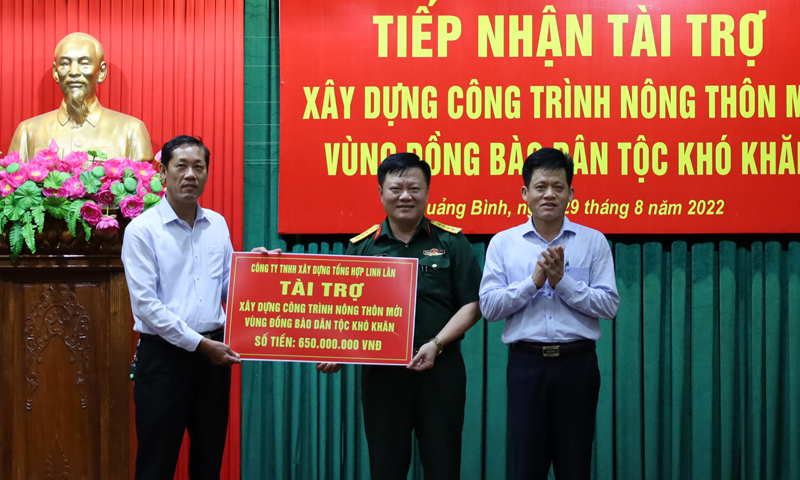 TIẾP NHẬN TÀI TRỢ
XÂY DỰNG CÔNG TRÌNH NÔNG THÔN M
VÙNG ĐỒNG BÀO DÂN TỘC KHÓ KHĂN
Quảng Bình, 29 tháng 8 năm 2022
CÔNG TY TNHH XÂY DỰNG TỔNG HỢP LINH LÂN
TÀI TRỢ
XÂY DỰNG CÔNG TRÌNH NÔNG THÔN MỚI
VÙNG ĐỒNG BÀO DÂN TỘC KHÓ KHĂN
SỐ TIỀN: 650.000.000 VNĐ